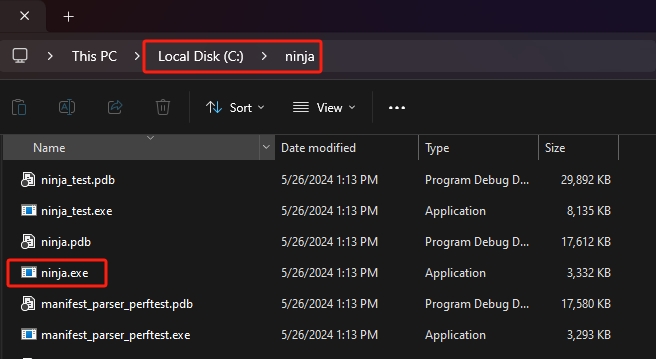 This PC > Local Disk (C:) > ninja
Sort View
Name Date modified Type Size
ninja_test.pdb 5/26/2024 1:13 PM Program Debug D... 29,892 KB
ninja_test.exe 5/26/2024 1:13 PM Application 8,135 KB
ninja.pdb 5/26/2024 1:13 PM Program Debug D... 17,612 KB
ninja.exe 5/26/2024 1:13 PM Application 3,332 KB
manifest_parser_perftest.pdb 5/26/2024 1:13 PM Program Debug D... 17,580 KB
manifest_parser_perftest.exe 5/26/2024 1:13 PM Application 3,293 KB